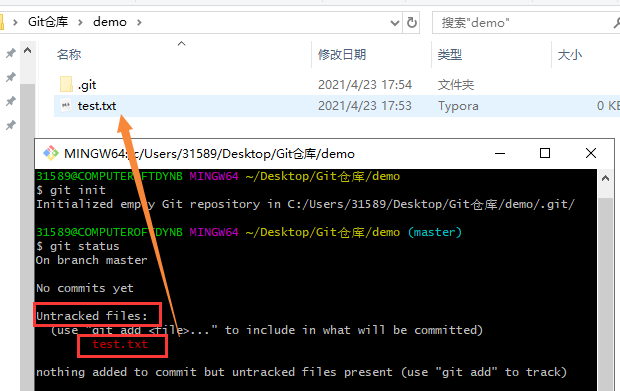 Git仓库 > demo
搜索"demo"
名称 修改日期 类型 大小
.git 2021/4/23 17:54 文件夹
test.txt 2021/4/23 17:53 Typora 0 KE
MINGW64:/c/Users/31589/Desktop/Git仓库/demo
31589@COMPUTEROFTDYNB MINGW64 ~/Desktop/Git仓库/demo
$ git init
Initialized empty Git repository in C:/Users/31589/Desktop/Git仓库/demo/.git/
31589@COMPUTEROFTDYNB MINGW64 ~/Desktop/Git仓库/demo (master)
$ git status
On branch master
No commits yet
Untracked files:
(use "git add <file>..." to include in what will be committed)
test.txt
nothing added to commit but untracked files present (use "git add" to track)